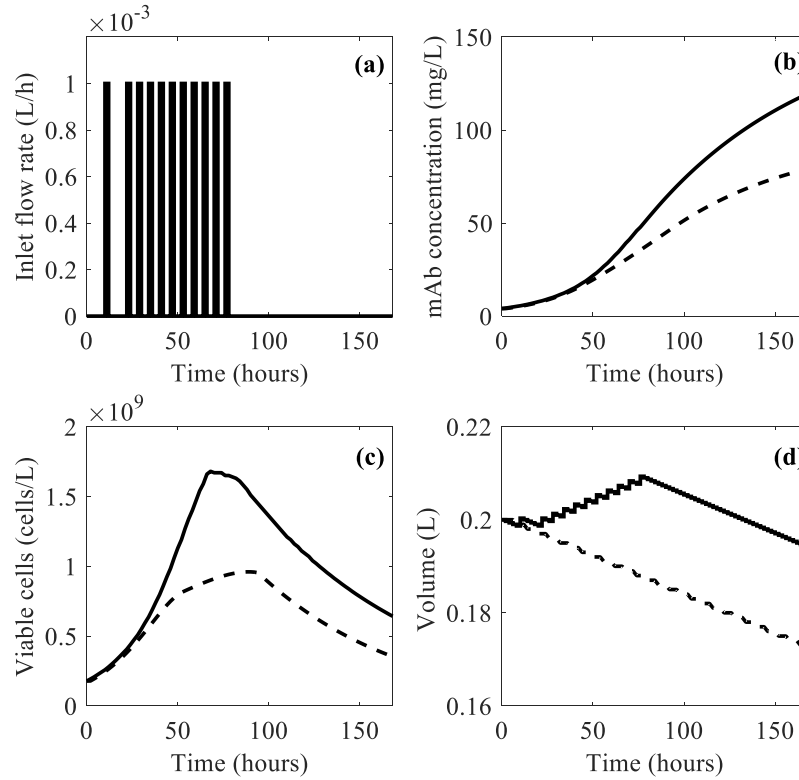 ×10⁻³
(a)
Inlet flow rate (L/h)
1
0.8
0.6
0.4
0.2
0
0 50 100 150
Time (hours)
(b)
mAb concentration (mg/L)
150
100
50
0
0 50 100 150
Time (hours)
×10⁹
(c)
Viable cells (cells/L)
2
1.5
1
0.5
0
0 50 100 150
Time (hours)
(d)
Volume (L)
0.22
0.2
0.18
0.16
0 50 100 150
Time (hours)